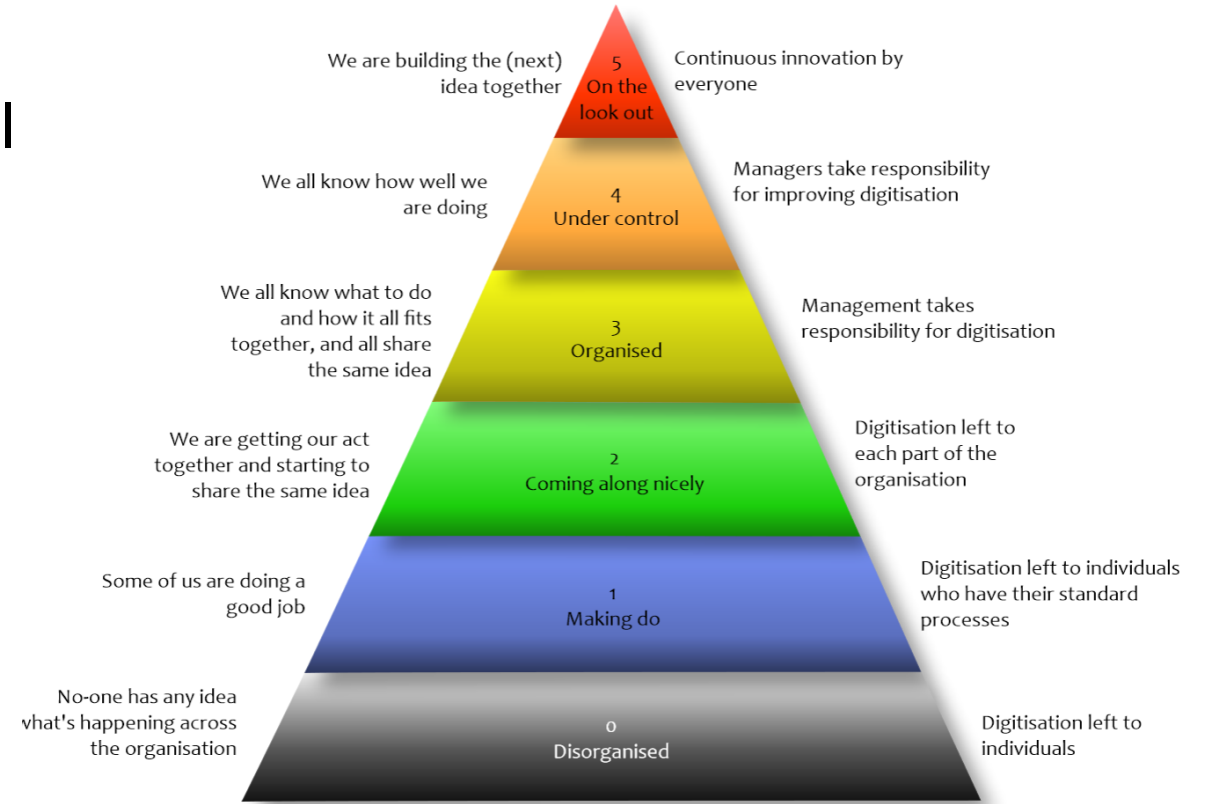 We are building the (next)
idea together
5
On the
look out
Continuous innovation by
everyone
We all know how well we
are doing
4
Under control
Managers take responsibility
for improving digitisation
We all know what to do
and how it all fits
together, and all share
the same idea
3
Organised
Management takes
responsibility for digitisation
We are getting our act
together and starting to
share the same idea
2
Coming along nicely
Digitisation left to
each part of the
organisation
Some of us are doing a
good job
1
Making do
Digitisation left to individuals
who have their standard
processes
No-one has any idea
vhat's happening across
the organisation
0
Disorganised
Digitisation left to
individuals